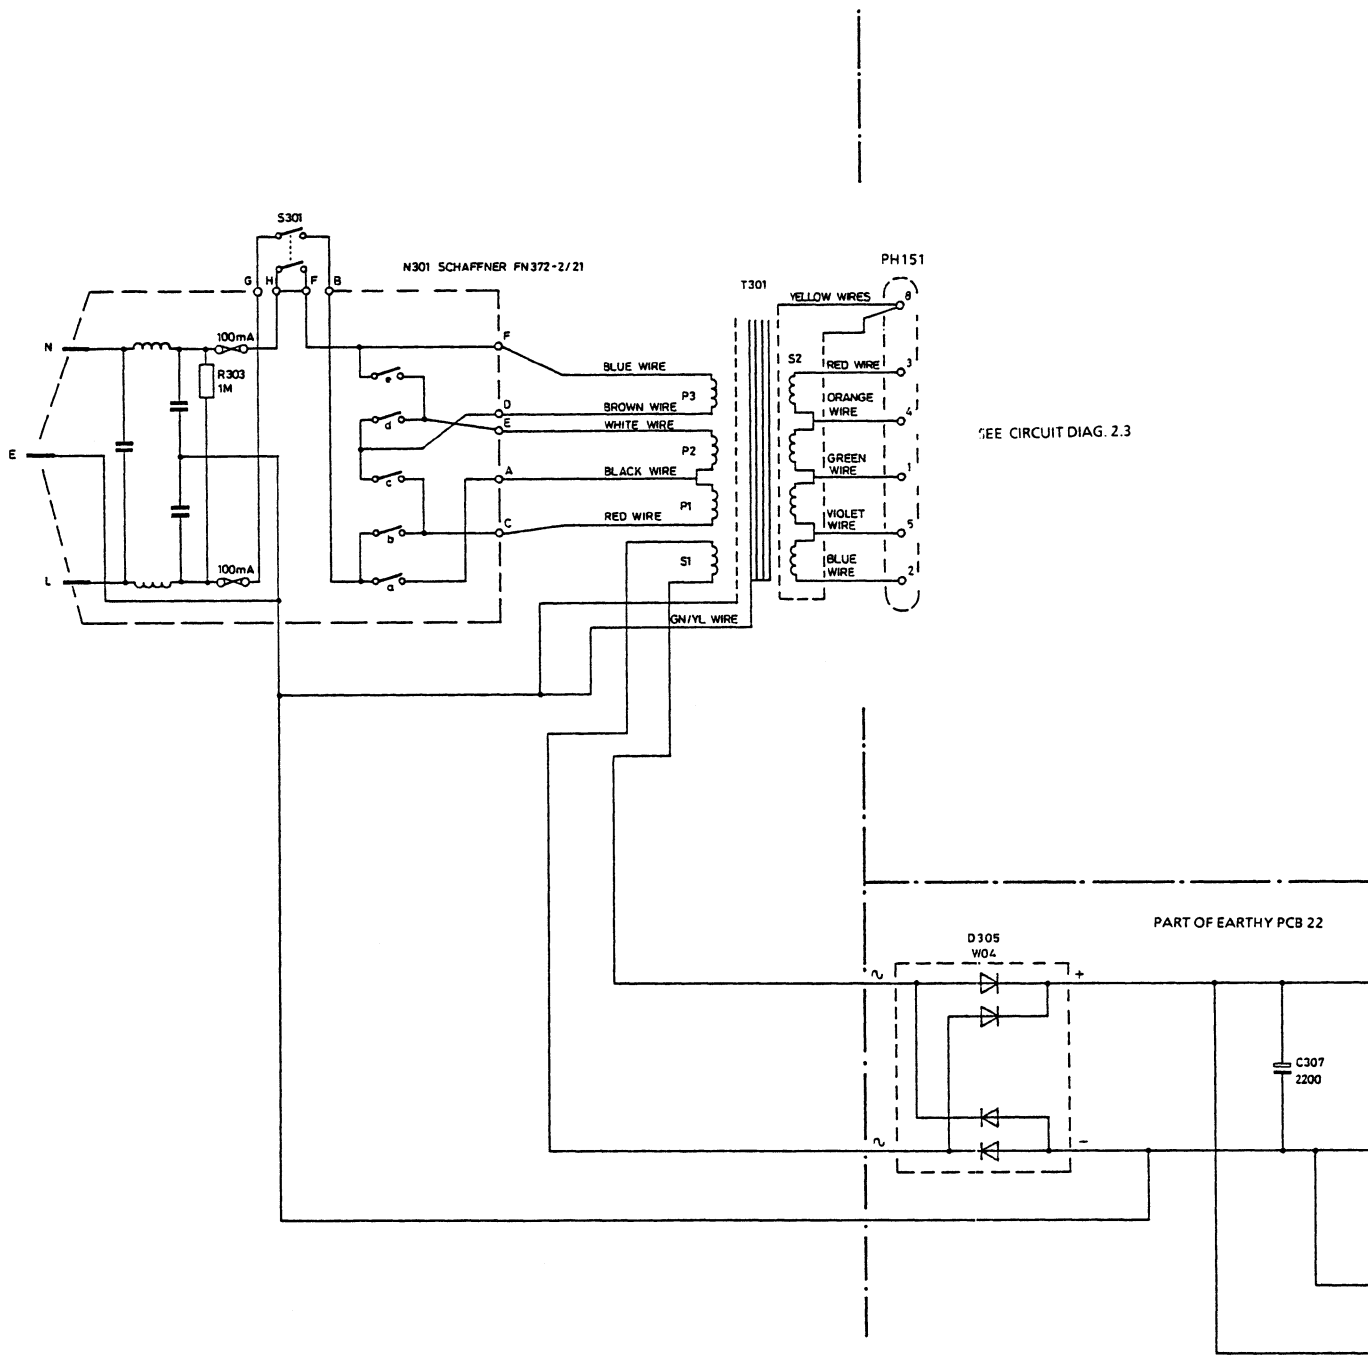 S301
N301 SCHAFFNER FN372-2/21
PH151
G H F B
T301
YELLOW WIRES 8
N
100mA
F
R303
1M
BLUE WIRE
S2
RED WIRE 3
e
P3
ORANGE
WIRE 4
D
BROWN WIRE
d
E
WHITE WIRE
SEE CIRCUIT DIAG. 2.3
E
P2
GREEN
WIRE 1
A
BLACK WIRE
c
P1
VIOLET
WIRE 5
C
RED WIRE
b
S1
BLUE
WIRE 2
L
100mA
a
GN/YL WIRE
PART OF EARTHY PCB 22
D305
W04
~ +
C307
2200
~ -